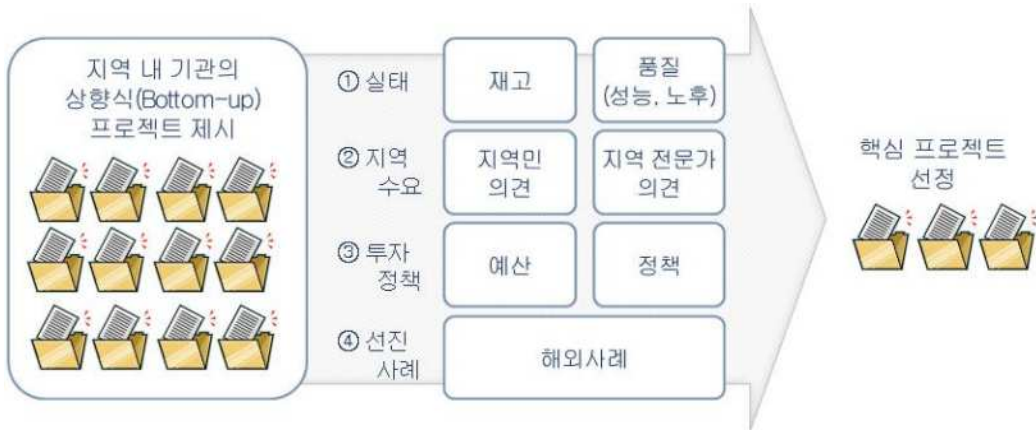 지역 내 기관의
상향식(Bottom-up)
프로젝트 제시
① 실태
재고
품질
(성능, 노후)
② 지역
수요
지역민
의견
지역 전문가
의견
③ 투자
정책
예산
정책
④ 선진
사례
해외사례
핵심 프로젝트
선정